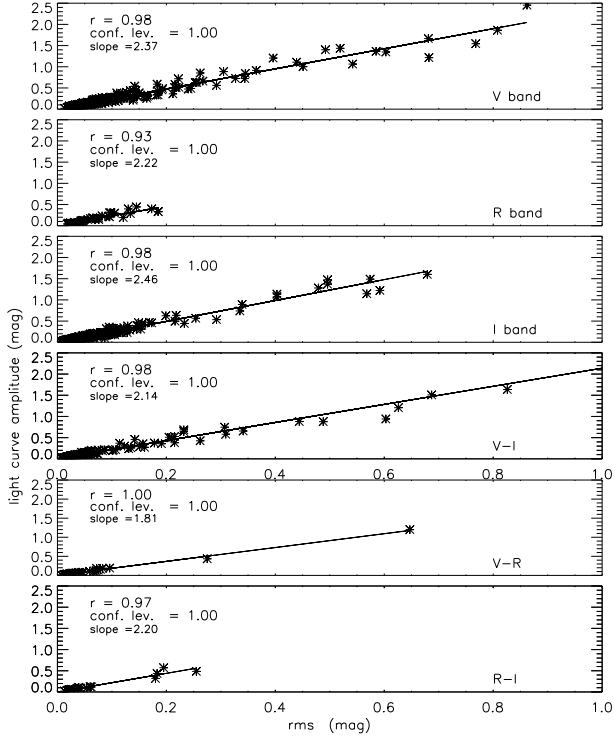 2.5
2.0
1.5
1.0
0.5
0.0
r = 0.98
conf. lev. = 1.00
slope =2.37
V band
2.5
2.0
1.5
1.0
0.5
0.0
r = 0.93
conf. lev. = 1.00
slope =2.22
R band
2.5
2.0
1.5
1.0
0.5
0.0
r = 0.98
conf. lev. = 1.00
slope =2.46
I band
2.5
2.0
1.5
1.0
0.5
0.0
r = 0.98
conf. lev. = 1.00
slope =2.14
V−I
0.0 0.2 0.4 0.6 0.8 1.0
light curve amplitude (mag)
2.5
2.0
1.5
1.0
0.5
0.0
r = 1.00
conf. lev. = 1.00
slope =1.81
V−R
2.5
2.0
1.5
1.0
0.5
0.0
r = 0.97
conf. lev. = 1.00
slope =2.20
R−I
0.0 0.2 0.4 0.6 0.8 1.0
rms (mag)